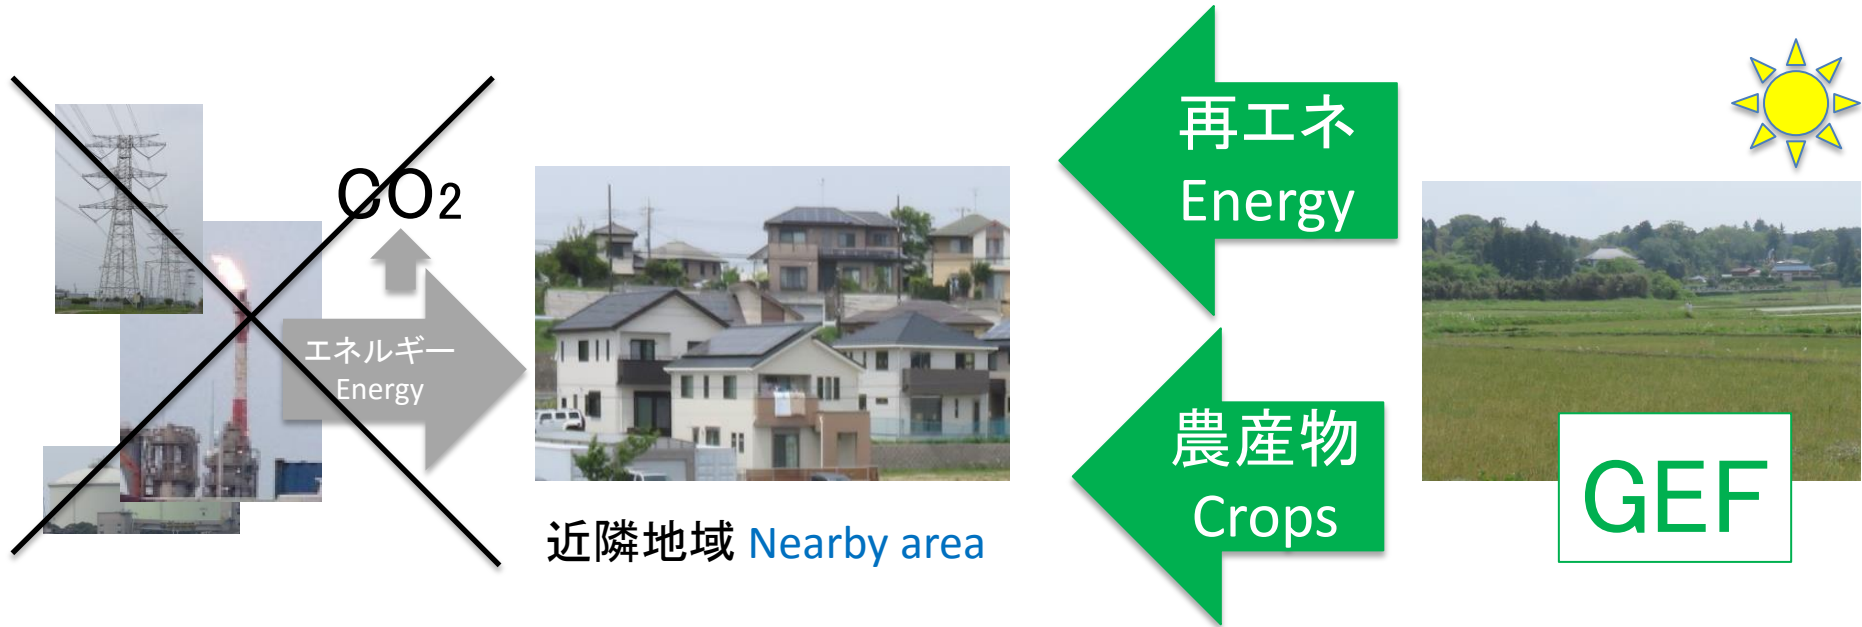 CO2
エネルギー
Energy
近隣地域 Nearby area
再エネ
Energy
農産物
Crops
GEF